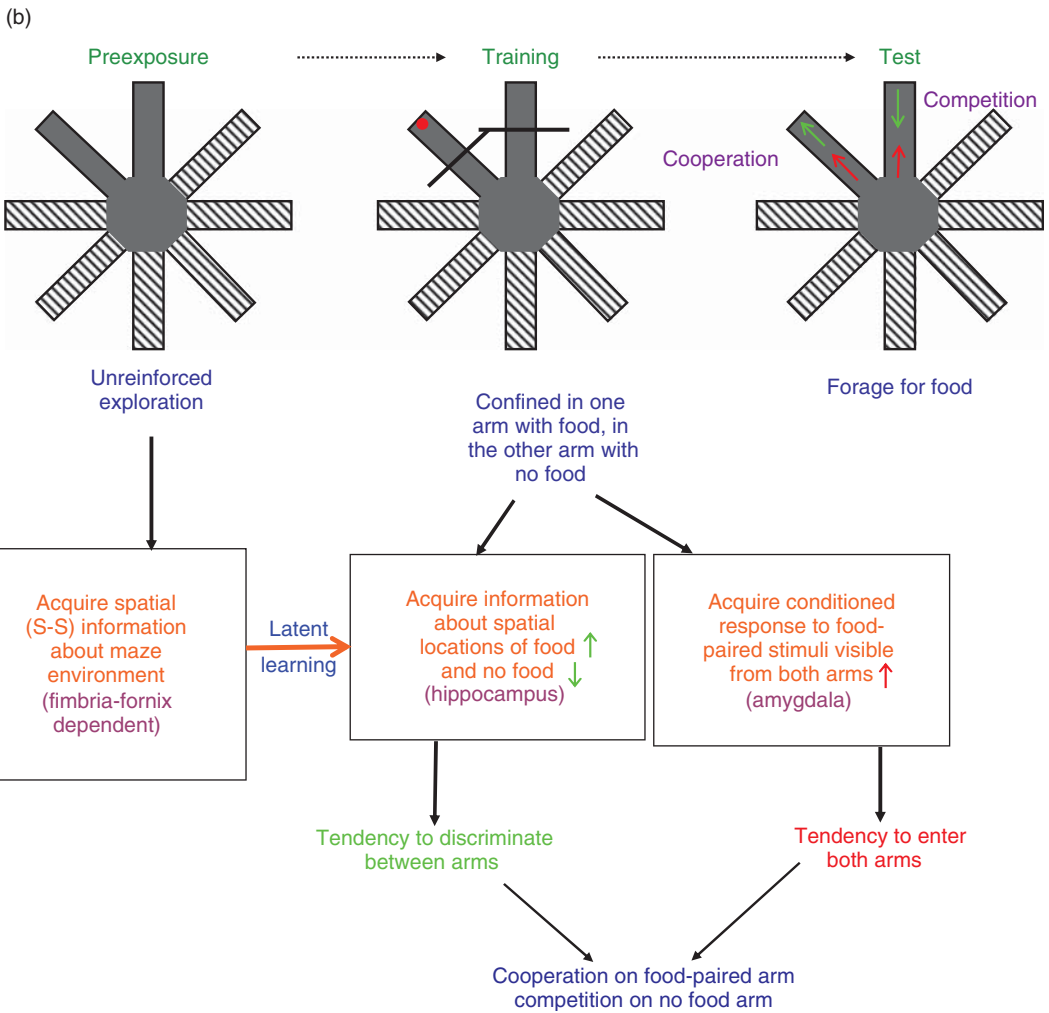 (b)
Preexposure
Training
Test
Competition
Cooperation
Unreinforced
exploration
Confined in one
arm with food, in
the other arm with
no food
Forage for food
Acquire spatial
(S-S) information
about maze
environment
(fimbria-fornix
dependent)
Latent
learning
Acquire information
about spatial
locations of food
and no food
(hippocampus)
Acquire conditioned
response to food-
paired stimuli visible
from both arms
(amygdala)
Tendency to discriminate
between arms
Tendency to enter
both arms
Cooperation on food-paired arm
competition on no food arm